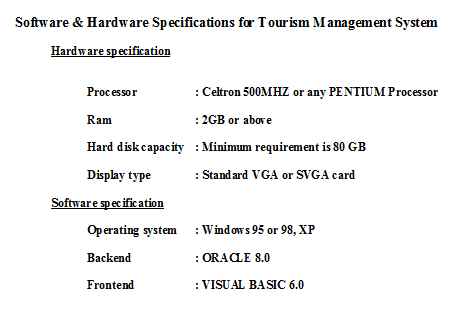 Software & Hardware Specifications for Tourism Management System
Hardware specification
Processor : Celtron 500MHZ or any PENTIUM Processor
Ram : 2GB or above
Hard disk capacity : Minimum requirement is 80 GB
Display type : Standard VGA or SVGA card
Software specification
Operating system : Windows 95 or 98, XP
Backend : ORACLE 8.0
Frontend : VISUAL BASIC 6.0